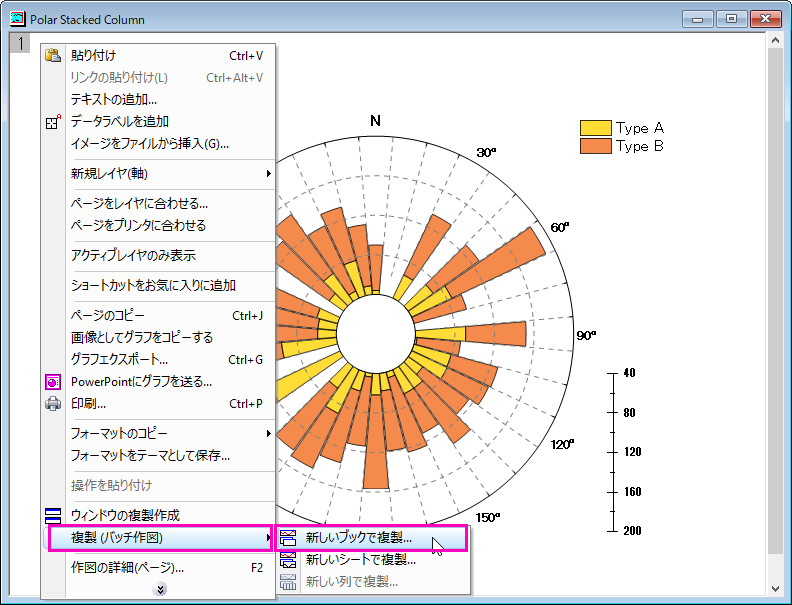 Polar Stacked Column
1
貼り付け Ctrl+V
リンクの貼り付け(L) Ctrl+Alt+V
テキストの追加...
データラベルを追加
イメージをファイルから挿入(G)...
新規レイヤ(軸)
ページをレイヤに合わせる...
ページをプリンタに合わせる
アクティブレイヤのみ表示
ショートカットをお気に入りに追加
ページのコピー Ctrl+J
画像としてグラフをコピーする
グラフエクスポート... Ctrl+G
PowerPointにグラフを送る...
印刷... Ctrl+P
フォーマットのコピー
フォーマットをテーマとして保存...
操作を貼り付け
ウィンドウの複製作成
複製 (バッチ作図)
作図の詳細(ページ)... F2
新しいブックで複製...
新しいシートで複製...
新しい列で複製...
N
30º
60º
90º
120º
150º
Type A
Type B
40
80
120
160
200